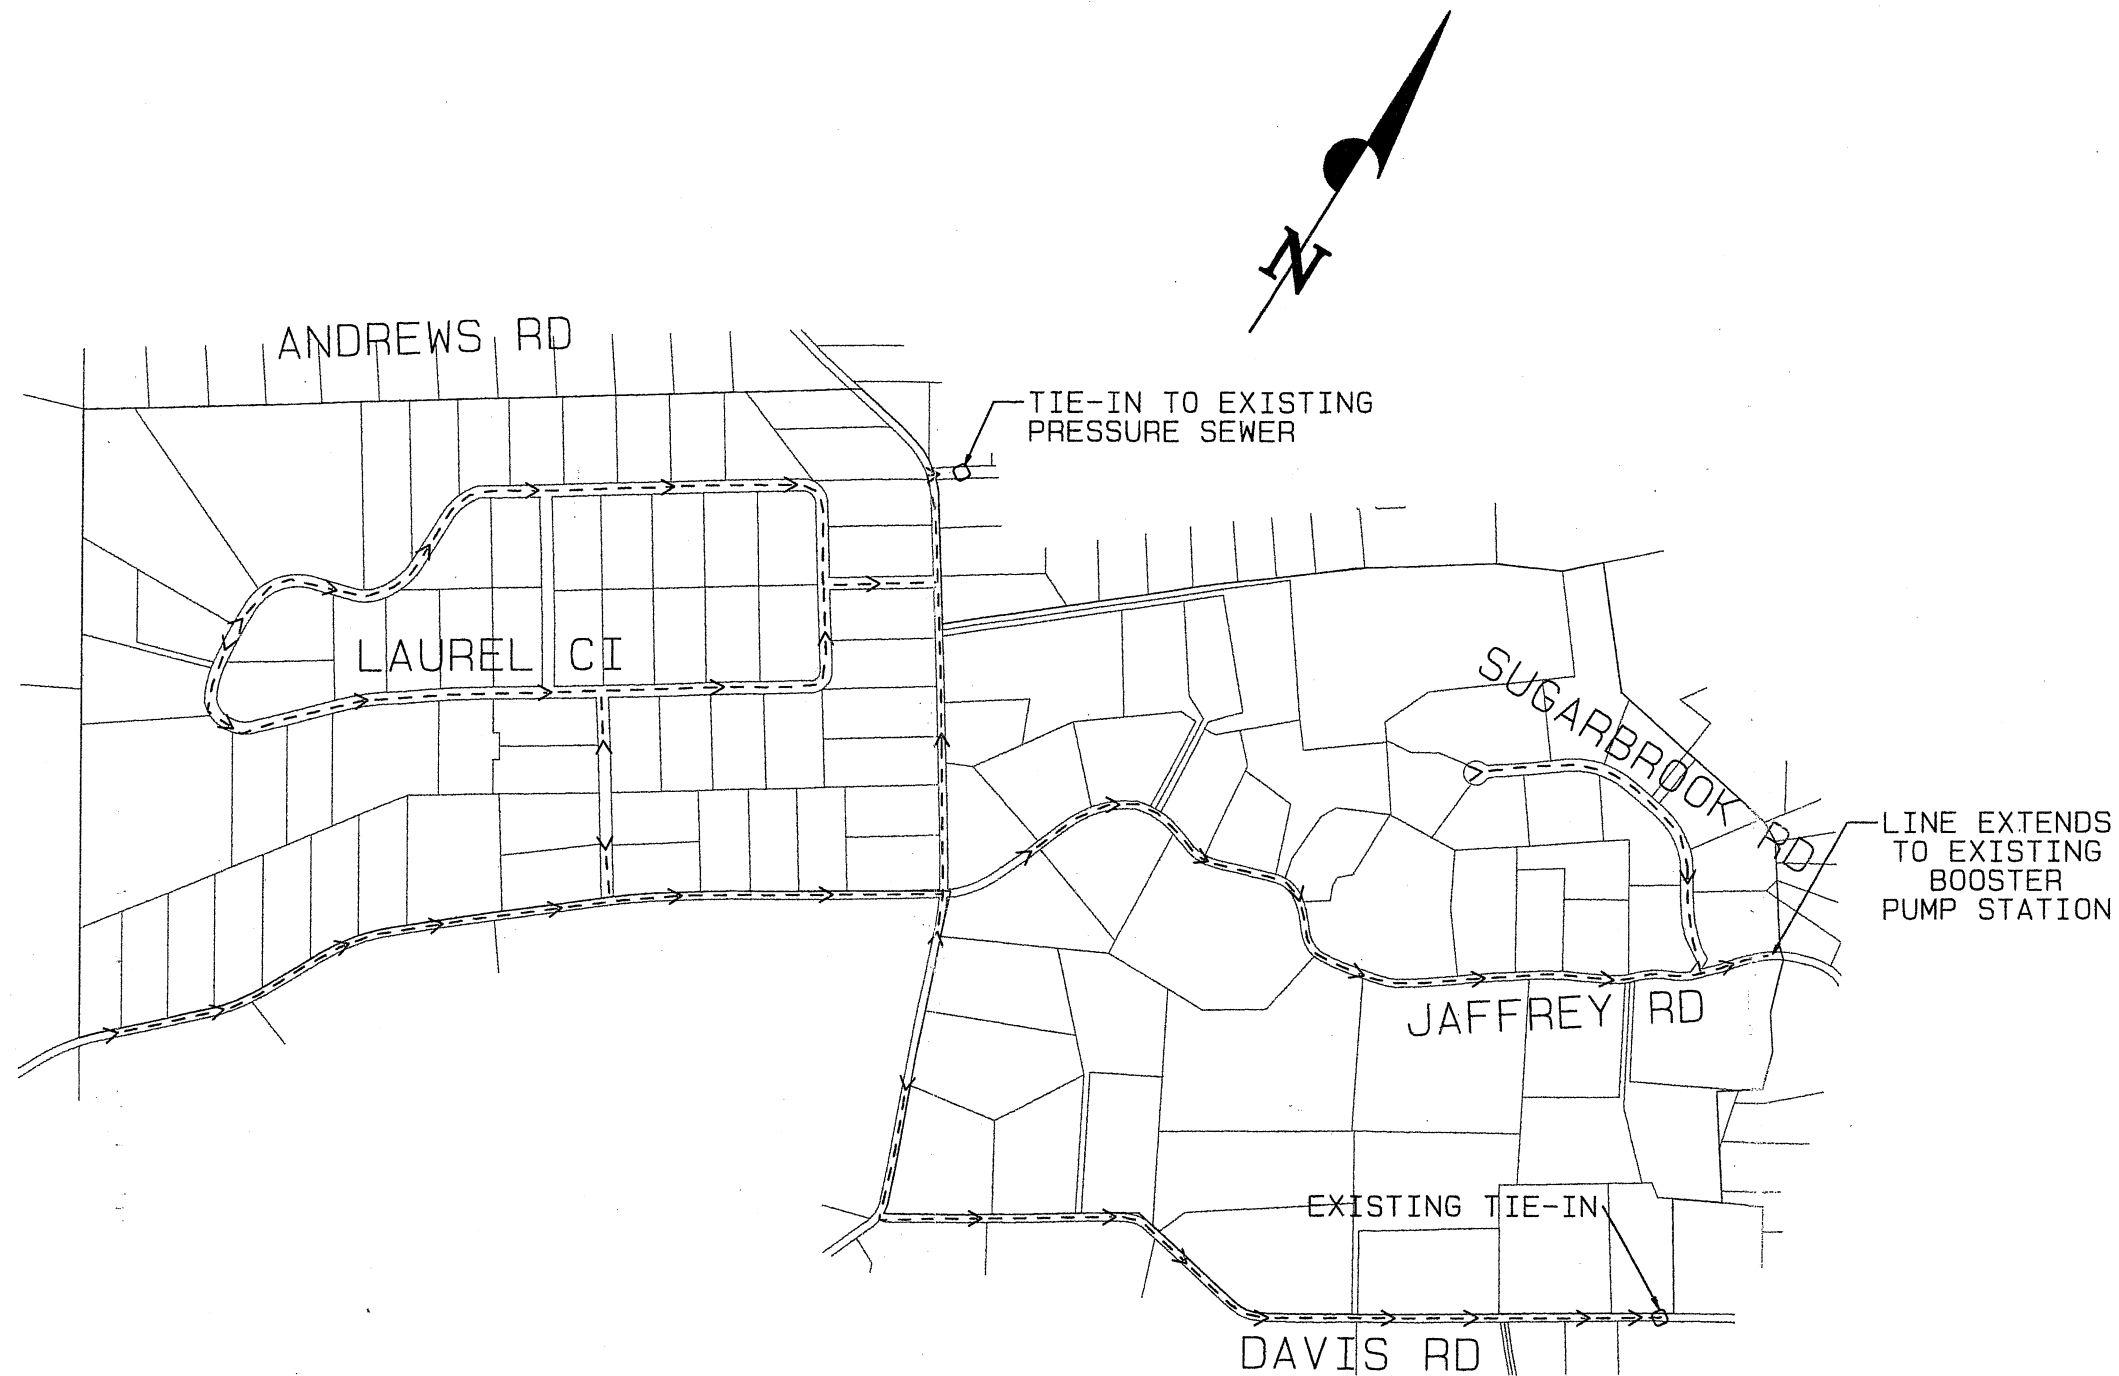 N
ANDREWS RD
TIE-IN TO EXISTING
PRESSURE SEWER
LAUREL CI
SUGARBROOK RD
LINE EXTENDS
TO EXISTING
BOOSTER
PUMP STATION
JAFFREY RD
EXISTING TIE-IN
DAVIS RD